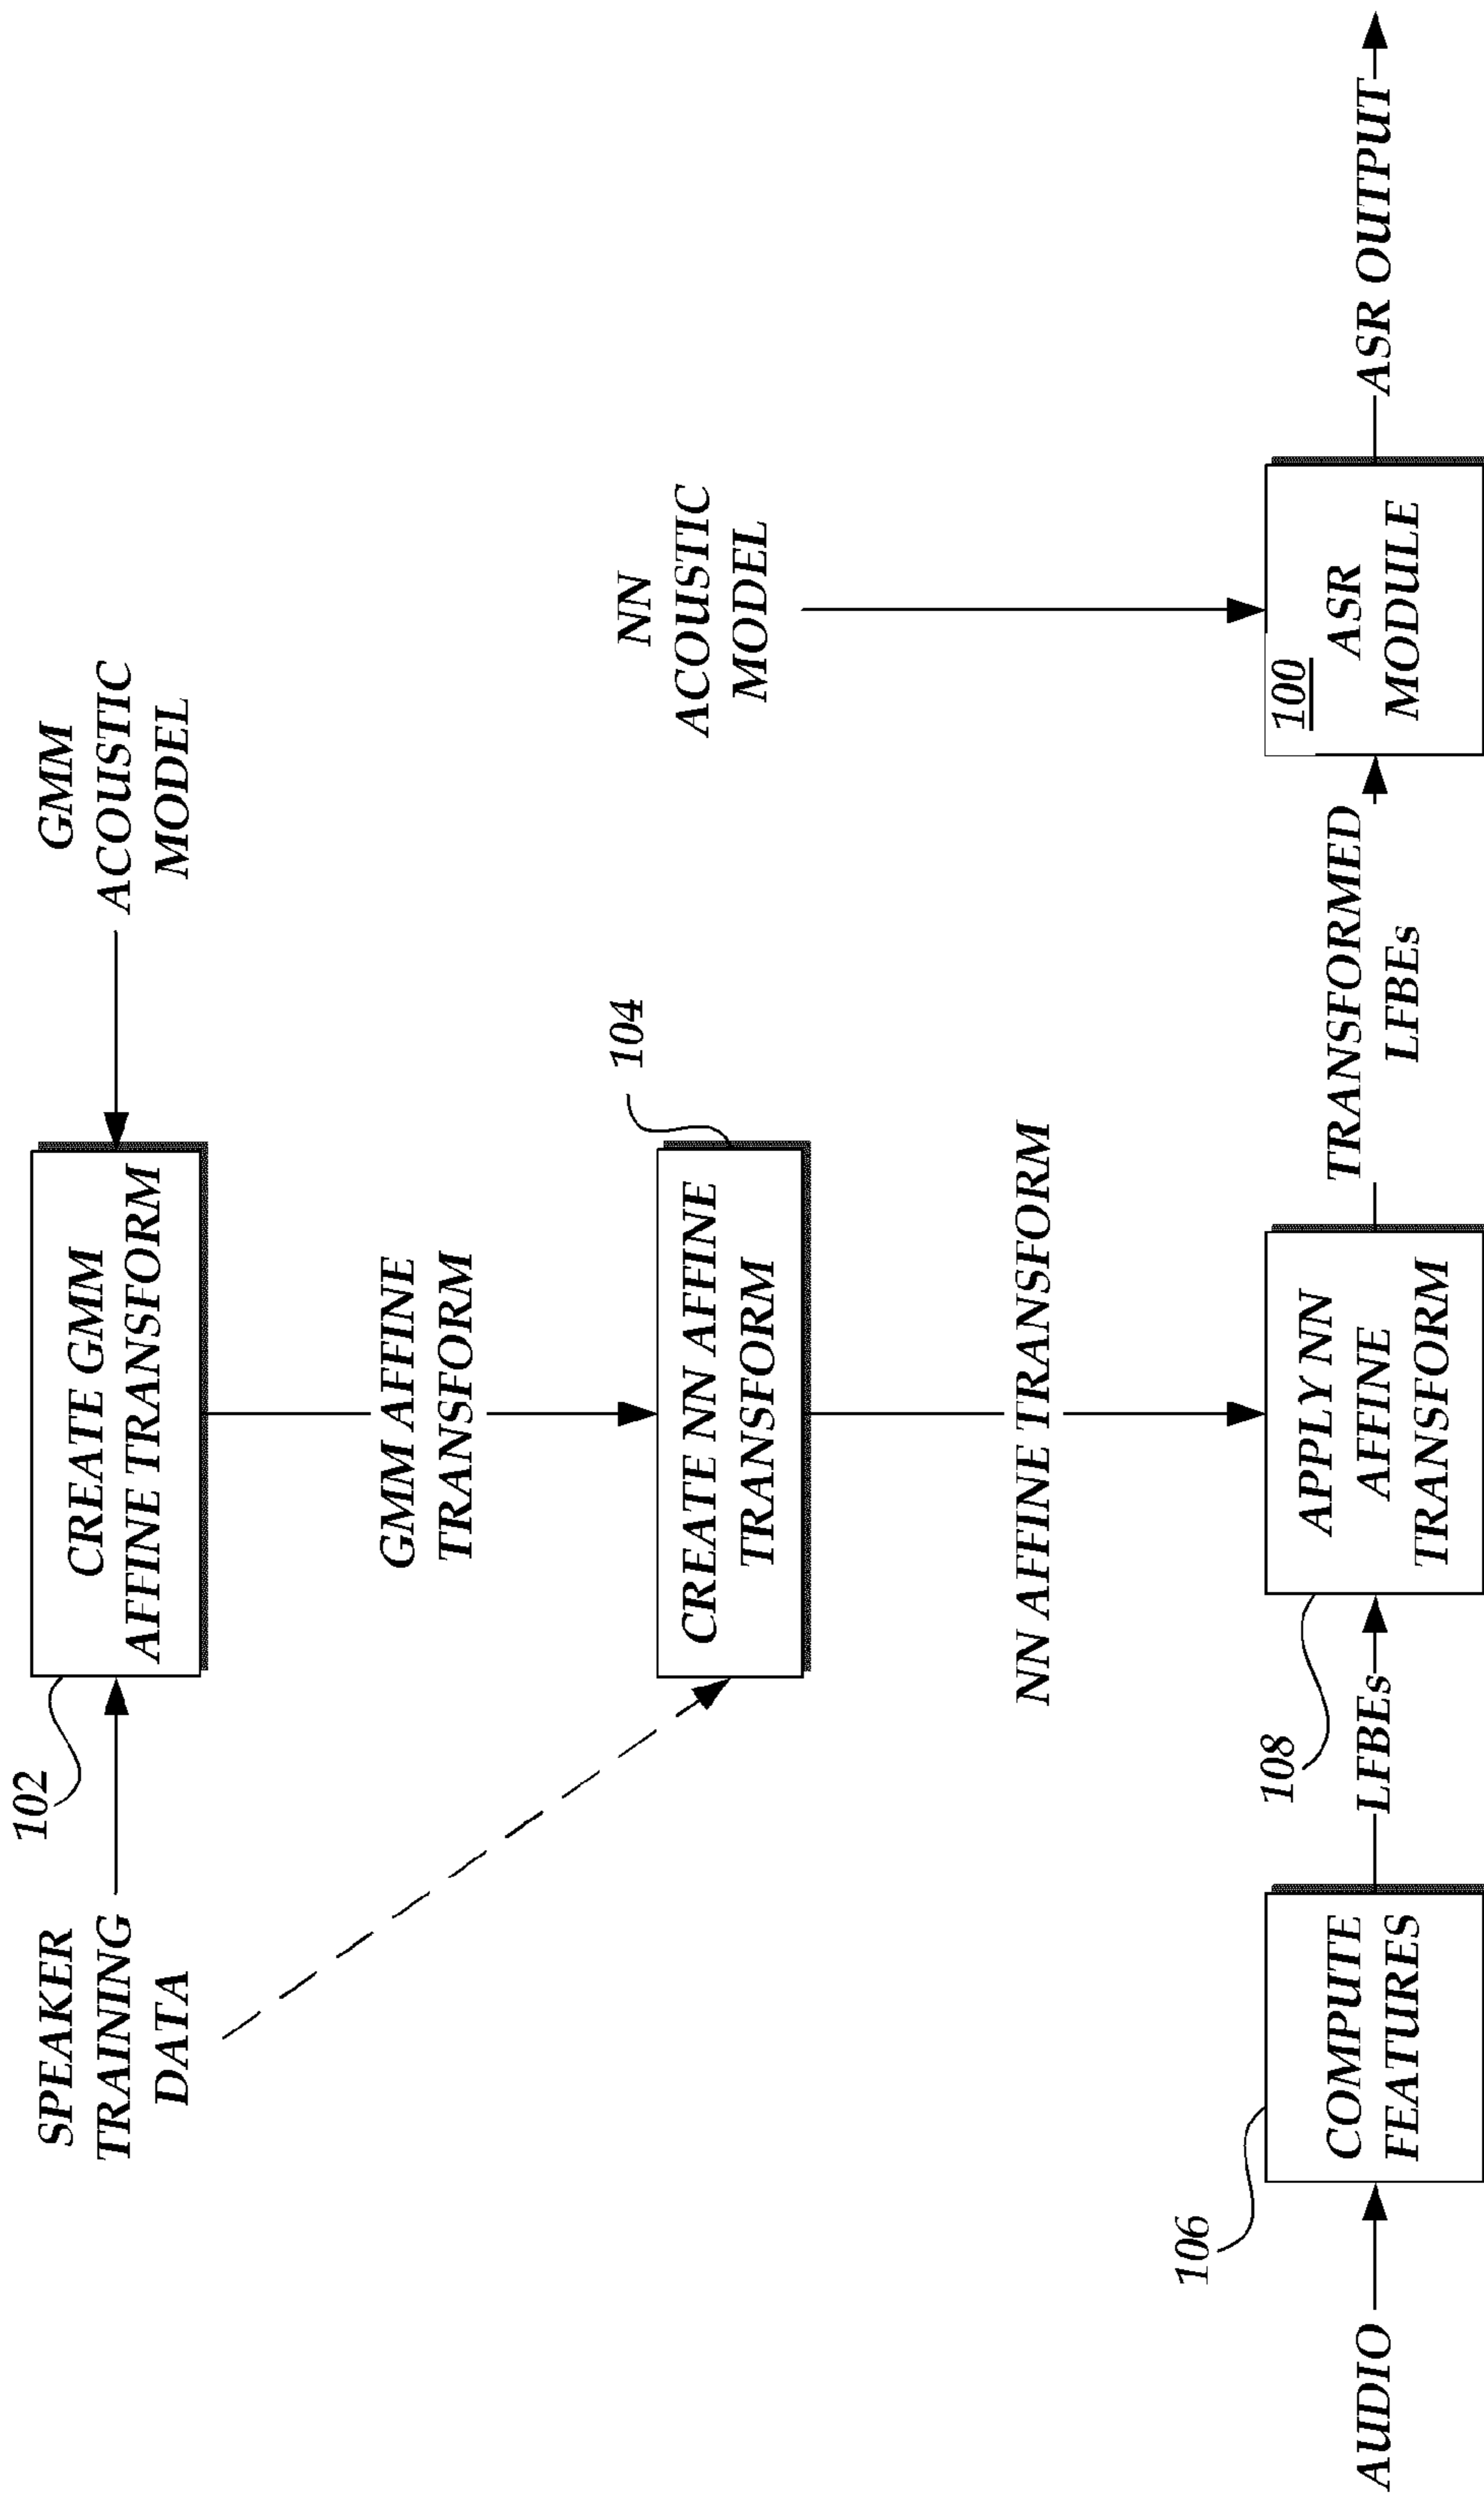 SPEAKER
TRAINING
DATA
102
CREATE GMM
AFFINE TRANSFORM
GMM
ACOUSTIC
MODEL
GMM AFFINE
TRANSFORM
104
CREATE NN AFFINE
TRANSFORM
NN
ACOUSTIC
MODEL
NN AFFINE TRANSFORM
AUDIO
106
COMPUTE
FEATURES
LFBEs
108
APPLY NN
AFFINE
TRANSFORM
TRANSFORMED
LFBEs
100
ASR
MODULE
ASR OUTPUT